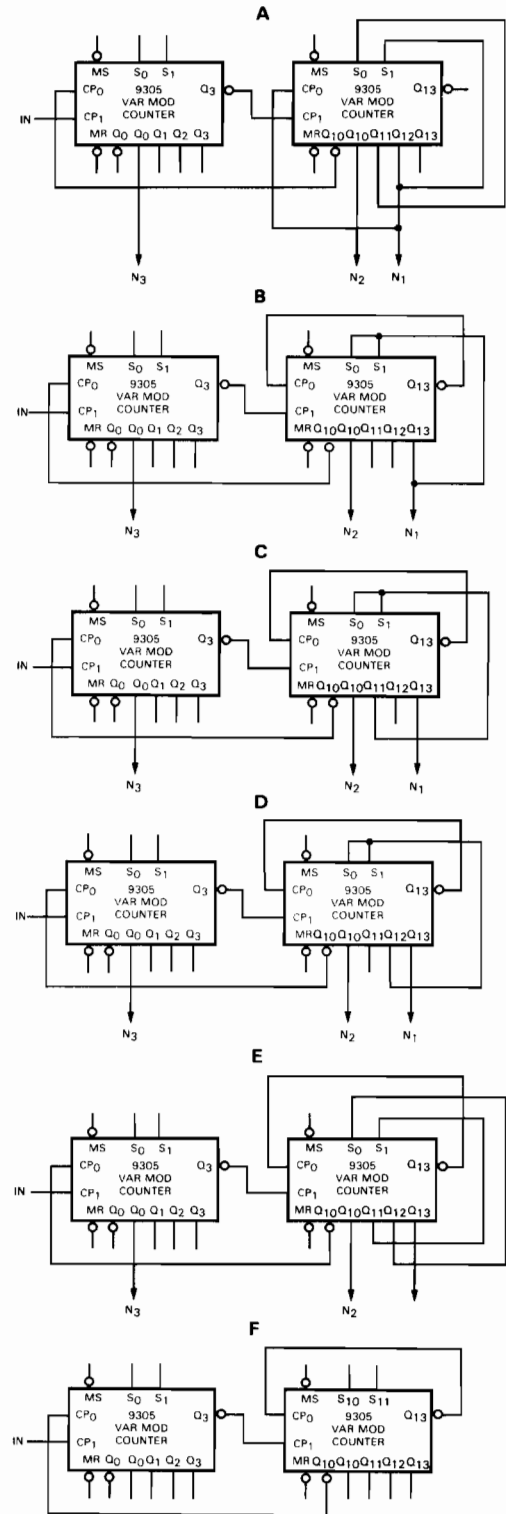 A
MS S0 S1 MS S0 S1
CP0 9305 Q3 CP0 9305 Q13
VAR MOD VAR MOD
IN CP1 COUNTER CP1 COUNTER
MR Q0 Q0 Q1 Q2 Q3 MR Q10 Q10 Q11 Q12 Q13
N3 N2 N1
B
MS S0 S1 MS S0 S1
CP0 9305 Q3 CP0 9305 Q13
VAR MOD VAR MOD
IN CP1 COUNTER CP1 COUNTER
MR Q0 Q0 Q1 Q2 Q3 MR Q10 Q10 Q11 Q12 Q13
N3 N2 N1
C
MS S0 S1 MS S0 S1
CP0 9305 Q3 CP0 9305 Q13
VAR MOD VAR MOD
IN CP1 COUNTER CP1 COUNTER
MR Q0 Q0 Q1 Q2 Q3 MR Q10 Q10 Q11 Q12 Q13
N3 N2 N1
D
MS S0 S1 MS S0 S1
CP0 9305 Q3 CP0 9305 Q13
VAR MOD VAR MOD
IN CP1 COUNTER CP1 COUNTER
MR Q0 Q0 Q1 Q2 Q3 MR Q10 Q10 Q11 Q12 Q13
N3 N2 N1
E
MS S0 S1 MS S0 S1
CP0 9305 Q3 CP0 9305 Q13
VAR MOD VAR MOD
IN CP1 COUNTER CP1 COUNTER
MR Q0 Q0 Q1 Q2 Q3 MR Q10 Q10 Q11 Q12 Q13
N3 N2
F
MS S0 S1 MS S10 S11
CP0 9305 Q3 CP0 9305 Q13
VAR MOD VAR MOD
IN CP1 COUNTER CP1 COUNTER
MR Q0 Q0 Q1 Q2 Q3 MR Q10 Q10 Q11 Q12 Q13